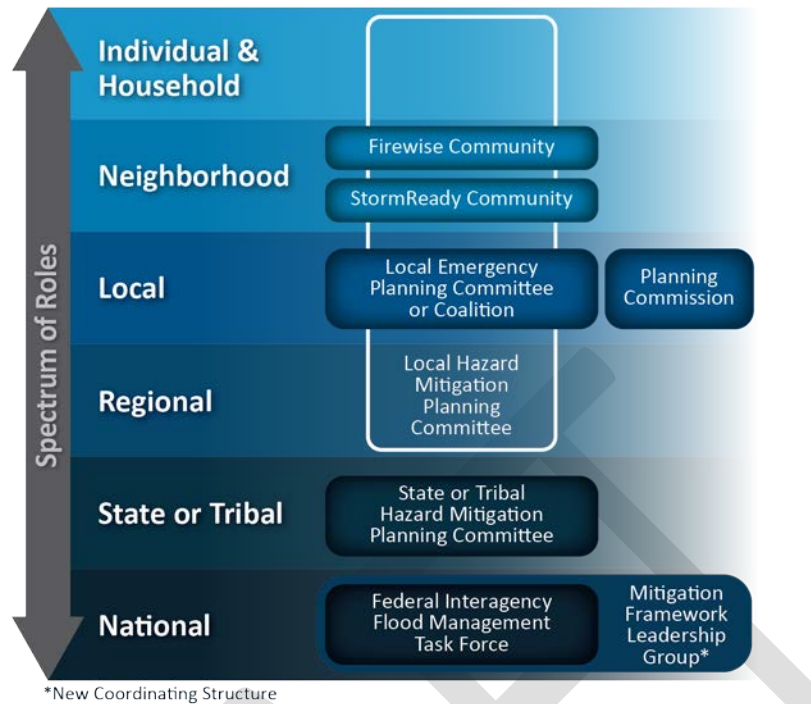 Spectrum of Roles
Individual &
Household
Neighborhood
Firewise Community
StormReady Community
Local
Local Emergency
Planning Committee
or Coalition
Planning
Commission
Regional
Local Hazard
Mitigation
Planning
Committee
State or Tribal
State or Tribal
Hazard Mitigation
Planning Committee
National
Federal Interagency
Flood Management
Task Force
Mitigation
Framework
Leadership
Group*
*New Coordinating Structure